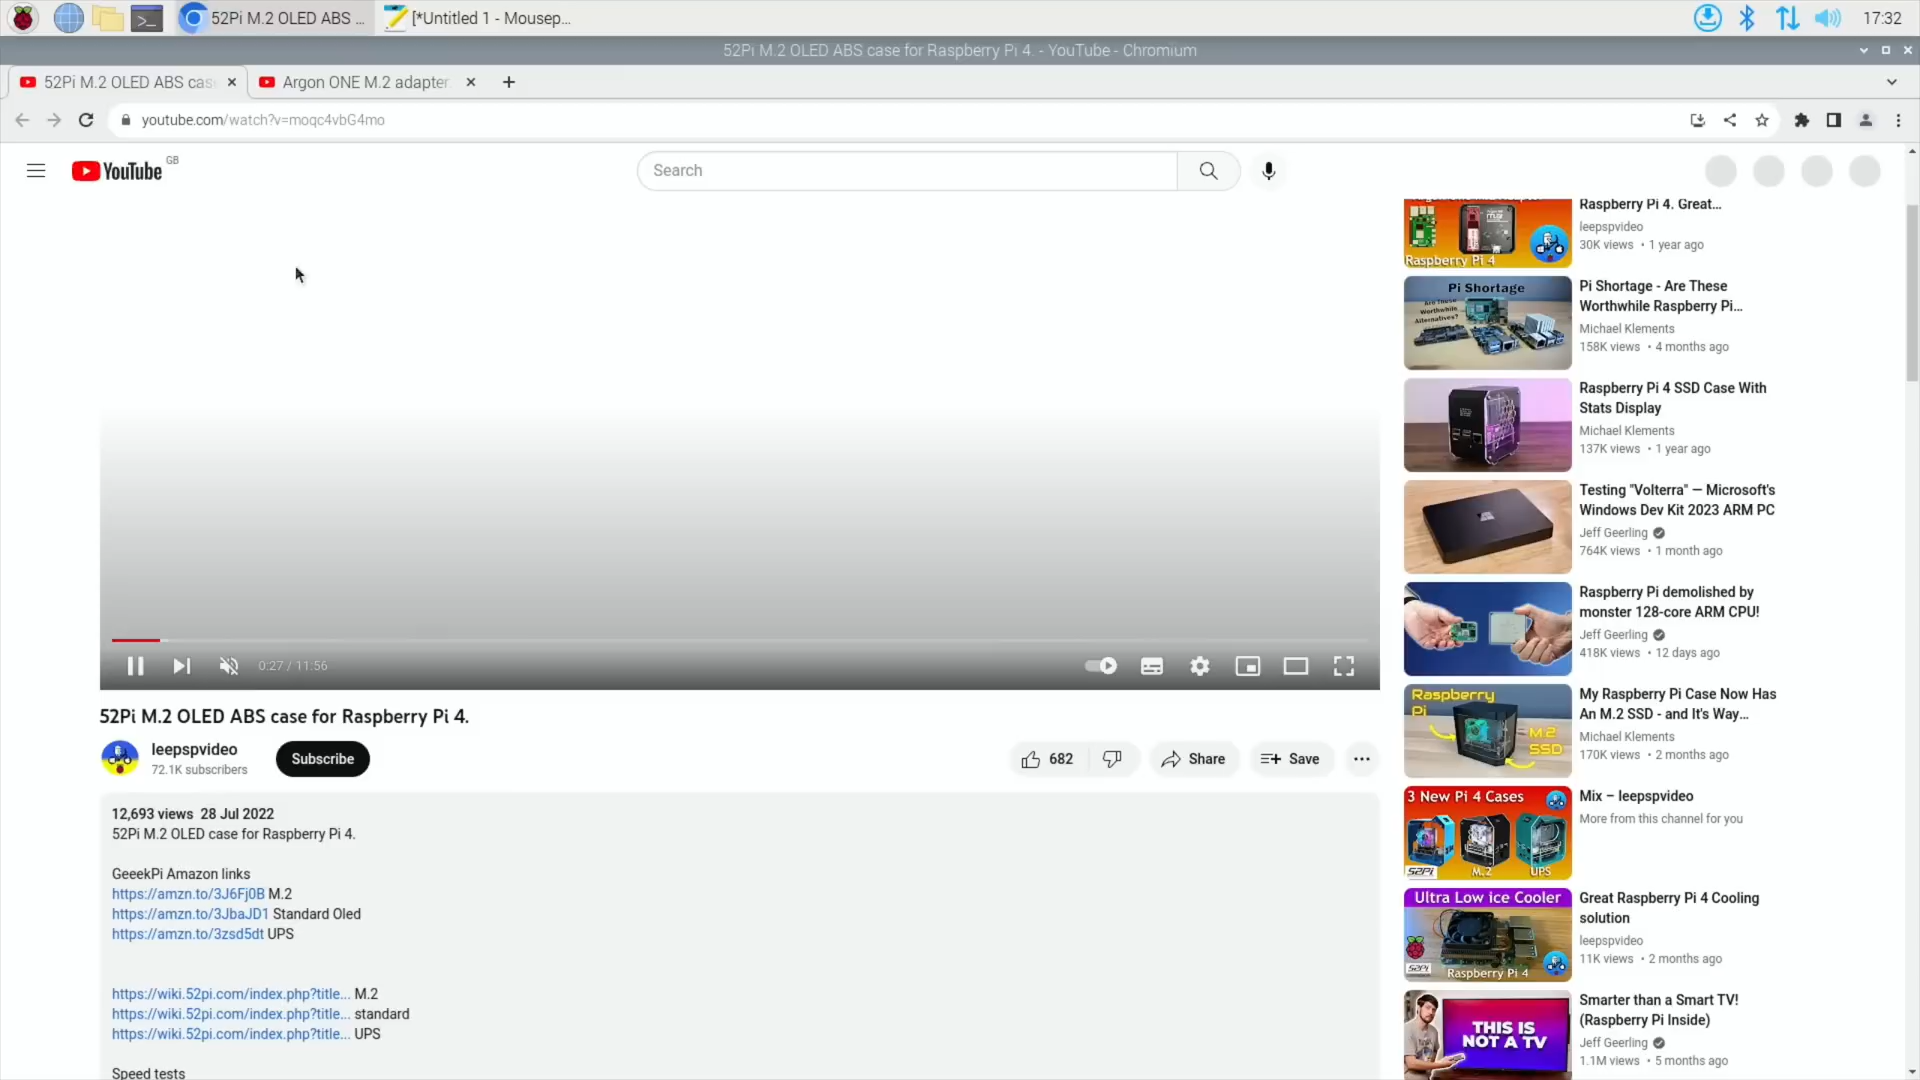 52Pi M.2 OLED ABS ...
[*Untitled 1 - Mousep...
17:32
52Pi M.2 OLED ABS case for Raspberry Pi 4. - YouTube - Chromium
52Pi M.2 OLED ABS cas
Argon ONE M.2 adapter
youtube.com/watch?v=moqc4vbG4mo
YouTube GB
Search
Raspberry Pi 4
Raspberry Pi 4. Great...
leepspvideo
30K views • 1 year ago
Pi Shortage
Are These
Worthwhile
Alternatives?
Pi Shortage - Are These
Worthwhile Raspberry Pi...
Michael Klements
158K views • 4 months ago
Raspberry Pi 4 SSD Case With
Stats Display
Michael Klements
137K views • 1 year ago
Testing "Volterra" — Microsoft's
Windows Dev Kit 2023 ARM PC
Jeff Geerling
764K views • 1 month ago
Raspberry Pi demolished by
monster 128-core ARM CPU!
Jeff Geerling
418K views • 12 days ago
Raspberry
Pi
M.2
SSD
My Raspberry Pi Case Now Has
An M.2 SSD - and It's Way...
Michael Klements
170K views • 2 months ago
3 New Pi 4 Cases
52Pi M.2 UPS
Mix – leepspvideo
More from this channel for you
Ultra Low ice Cooler
52Pi
Raspberry Pi 4
Great Raspberry Pi 4 Cooling
solution
leepspvideo
11K views • 2 months ago
THIS IS
NOT A TV
Smarter than a Smart TV!
(Raspberry Pi Inside)
Jeff Geerling
1.1M views • 5 months ago
0:27 / 11:56
52Pi M.2 OLED ABS case for Raspberry Pi 4.
leepspvideo
72.1K subscribers
Subscribe
682
Share
Save
12,693 views 28 Jul 2022
52Pi M.2 OLED case for Raspberry Pi 4.
GeeekPi Amazon links
https://amzn.to/3J6Fj0B M.2
https://amzn.to/3JbaJD1 Standard Oled
https://amzn.to/3zsd5dt UPS
https://wiki.52pi.com/index.php?title... M.2
https://wiki.52pi.com/index.php?title... standard
https://wiki.52pi.com/index.php?title... UPS
Speed tests